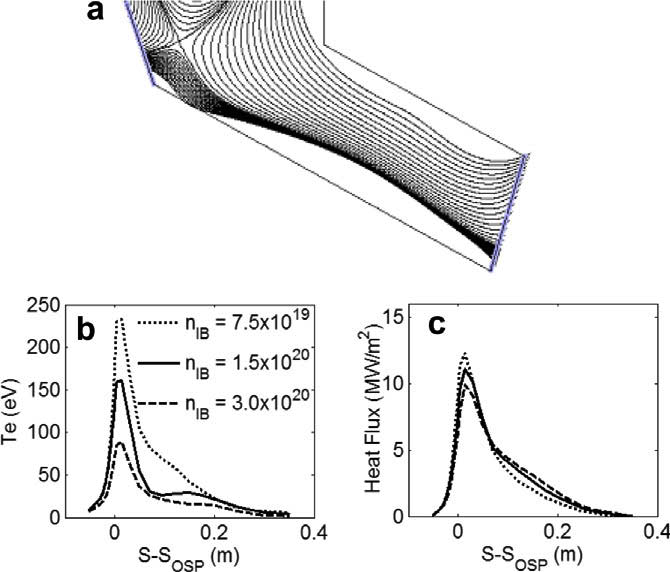 a
250
200
150
100
50
0
Te (eV)
b
n_IB = 7.5x10^19
n_IB = 1.5x10^20
n_IB = 3.0x10^20
0
0.2
0.4
S-S_OSP (m)
15
10
5
0
Heat Flux (MW/m^2)
c
0
0.2
0.4
S-S_OSP (m)